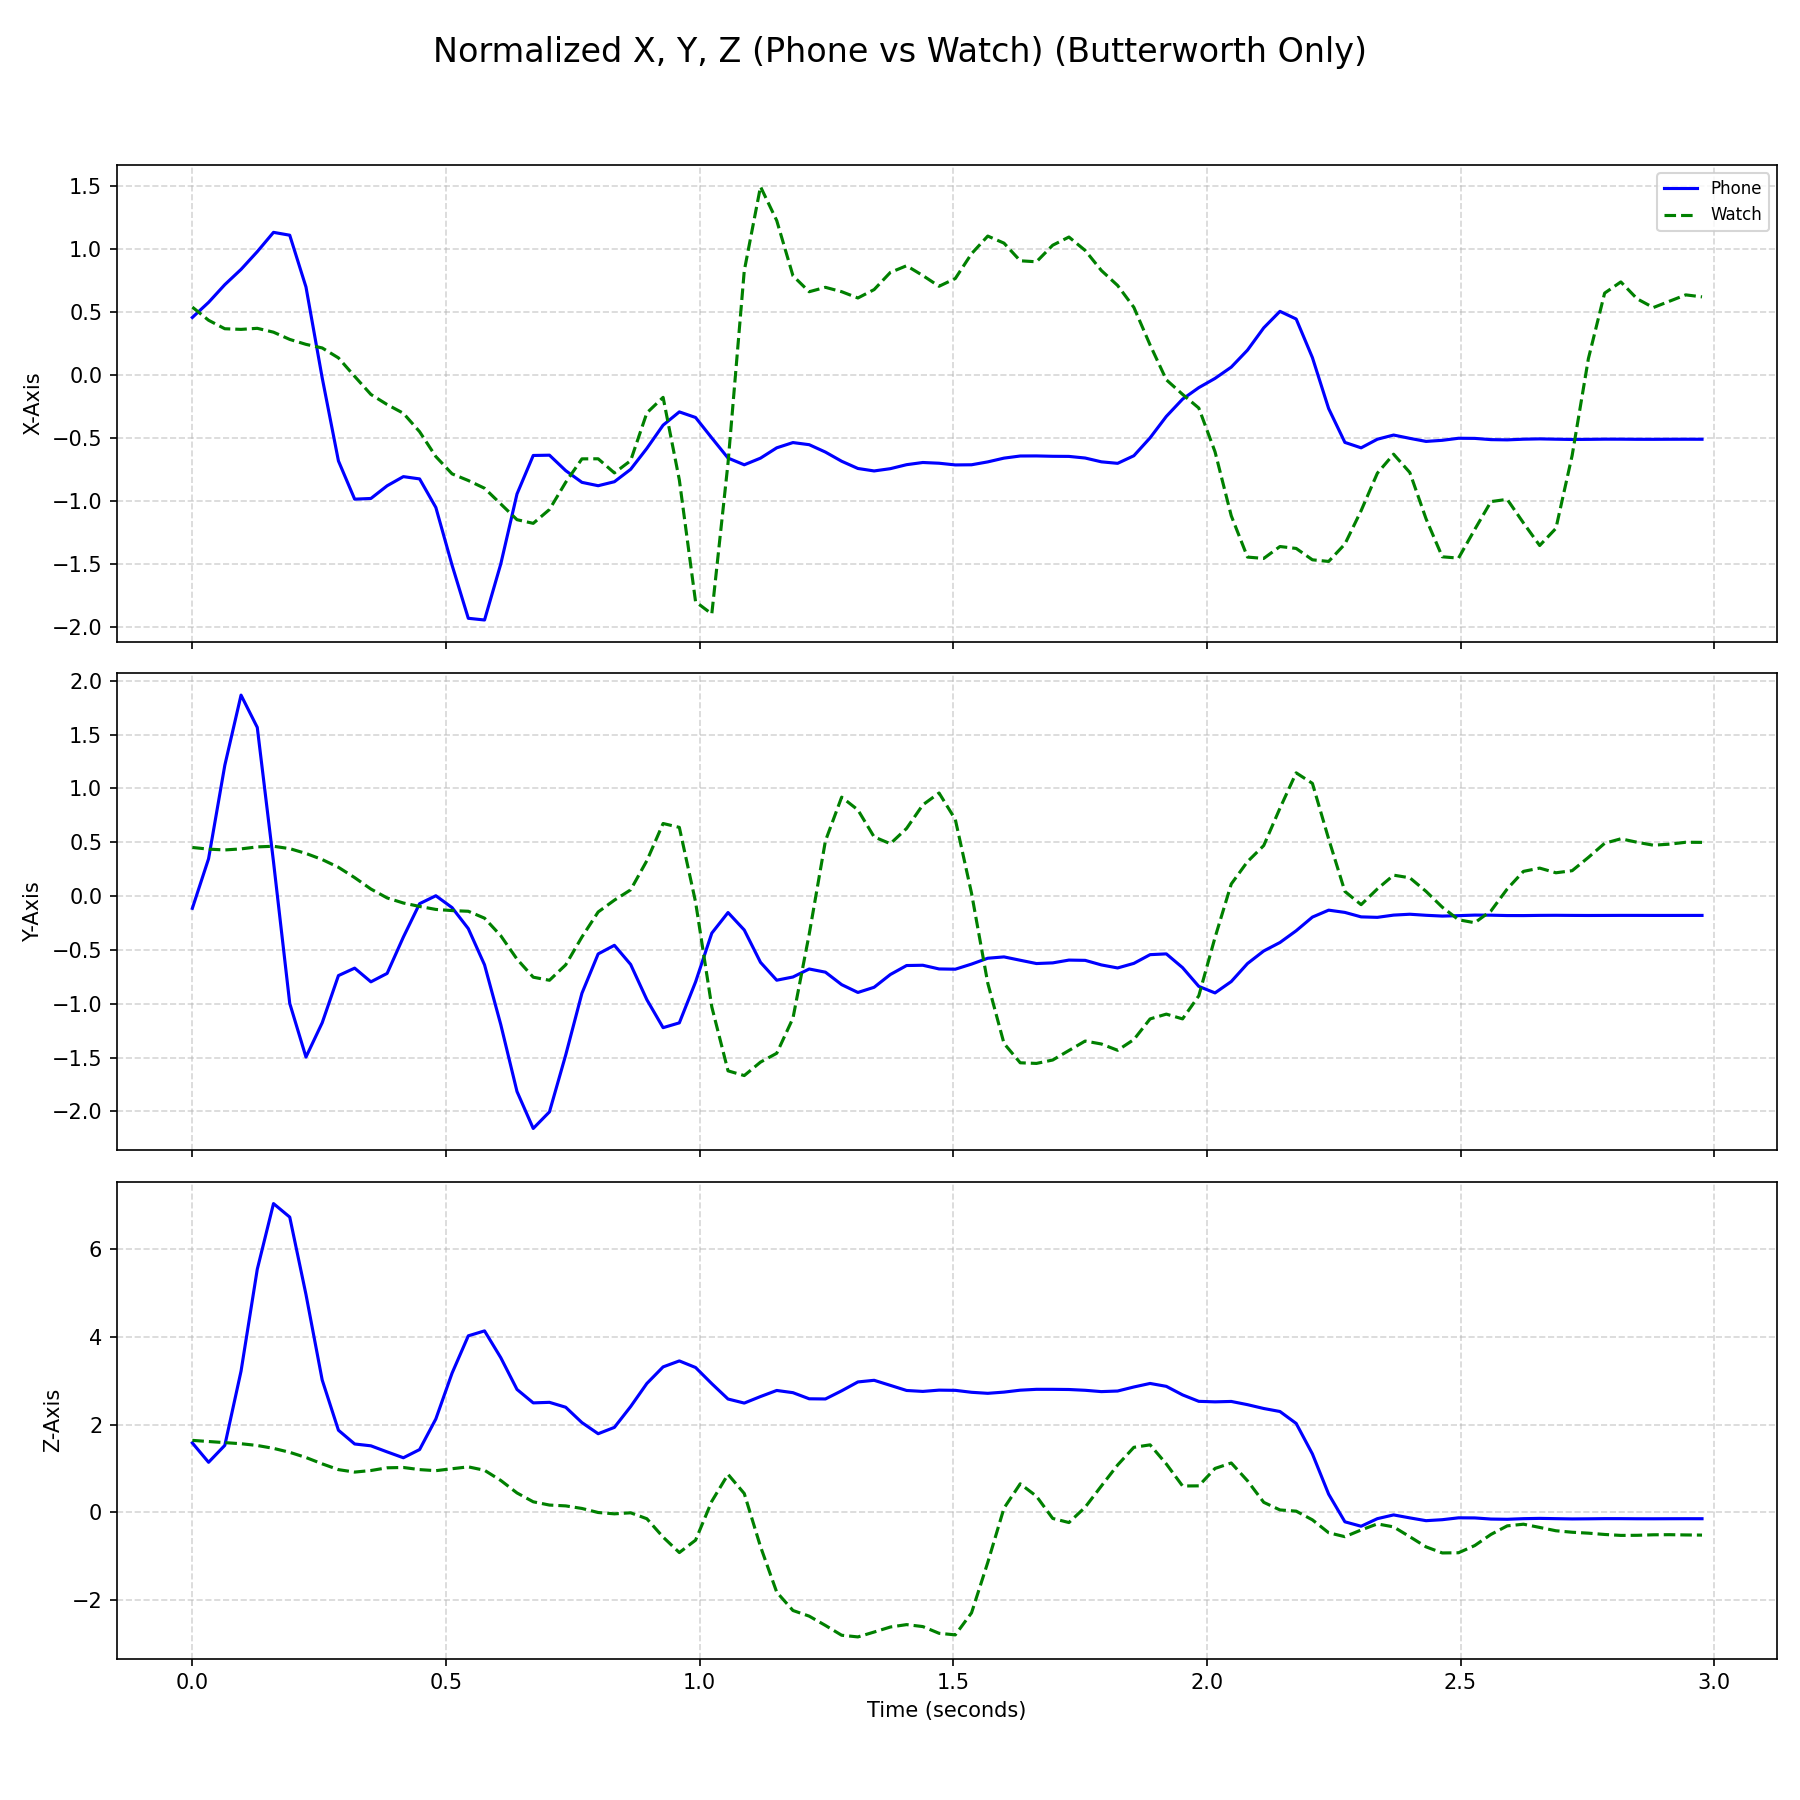 Normalized X, Y, Z (Phone vs Watch) (Butterworth Only)
Phone
Watch
X-Axis
1.5
1.0
0.5
0.0
−0.5
−1.0
−1.5
−2.0
Y-Axis
2.0
1.5
1.0
0.5
0.0
−0.5
−1.0
−1.5
−2.0
Z-Axis
6
4
2
0
−2
0.0 0.5 1.0 1.5 2.0 2.5 3.0
Time (seconds)